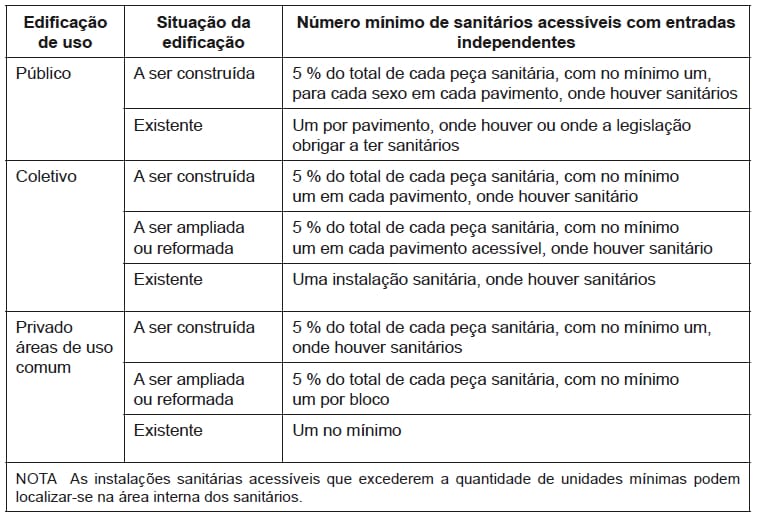 Edificação
de uso
Situação da
edificação
Número mínimo de sanitários acessíveis com entradas
independentes
Público
A ser construída
5 % do total de cada peça sanitária, com no mínimo um,
para cada sexo em cada pavimento, onde houver sanitários
Existente
Um por pavimento, onde houver ou onde a legislação
obrigar a ter sanitários
Coletivo
A ser construída
5 % do total de cada peça sanitária, com no mínimo
um em cada pavimento, onde houver sanitário
A ser ampliada
ou reformada
5 % do total de cada peça sanitária, com no mínimo
um em cada pavimento acessível, onde houver sanitário
Existente
Uma instalação sanitária, onde houver sanitários
Privado
áreas de uso
comum
A ser construída
5 % do total de cada peça sanitária, com no mínimo um,
onde houver sanitários
A ser ampliada
ou reformada
5 % do total de cada peça sanitária, com no mínimo
um por bloco
Existente
Um no mínimo
NOTA As instalações sanitárias acessíveis que excederem a quantidade de unidades mínimas podem
localizar-se na área interna dos sanitários.